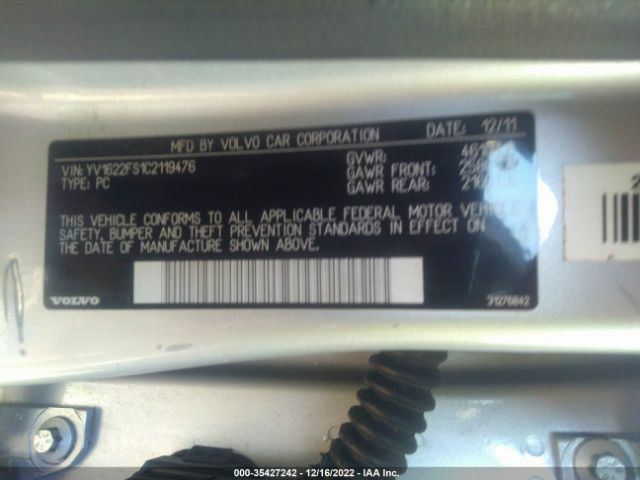 MFD BY VOLVO CAR CORPORATION DATE: 12/11
VIN: YV1622FS1C2119476
TYPE: PC
GVWR:
GAWR FRONT:
GAWR REAR:
THIS VEHICLE CONFORMS TO ALL APPLICABLE FEDERAL MOTOR VEHICLE
SAFETY, BUMPER AND THEFT PREVENTION STANDARDS IN EFFECT ON
THE DATE OF MANUFACTURE SHOWN ABOVE.
VOLVO 31276842
000-35427242 - 12/16/2022 - IAA Inc.